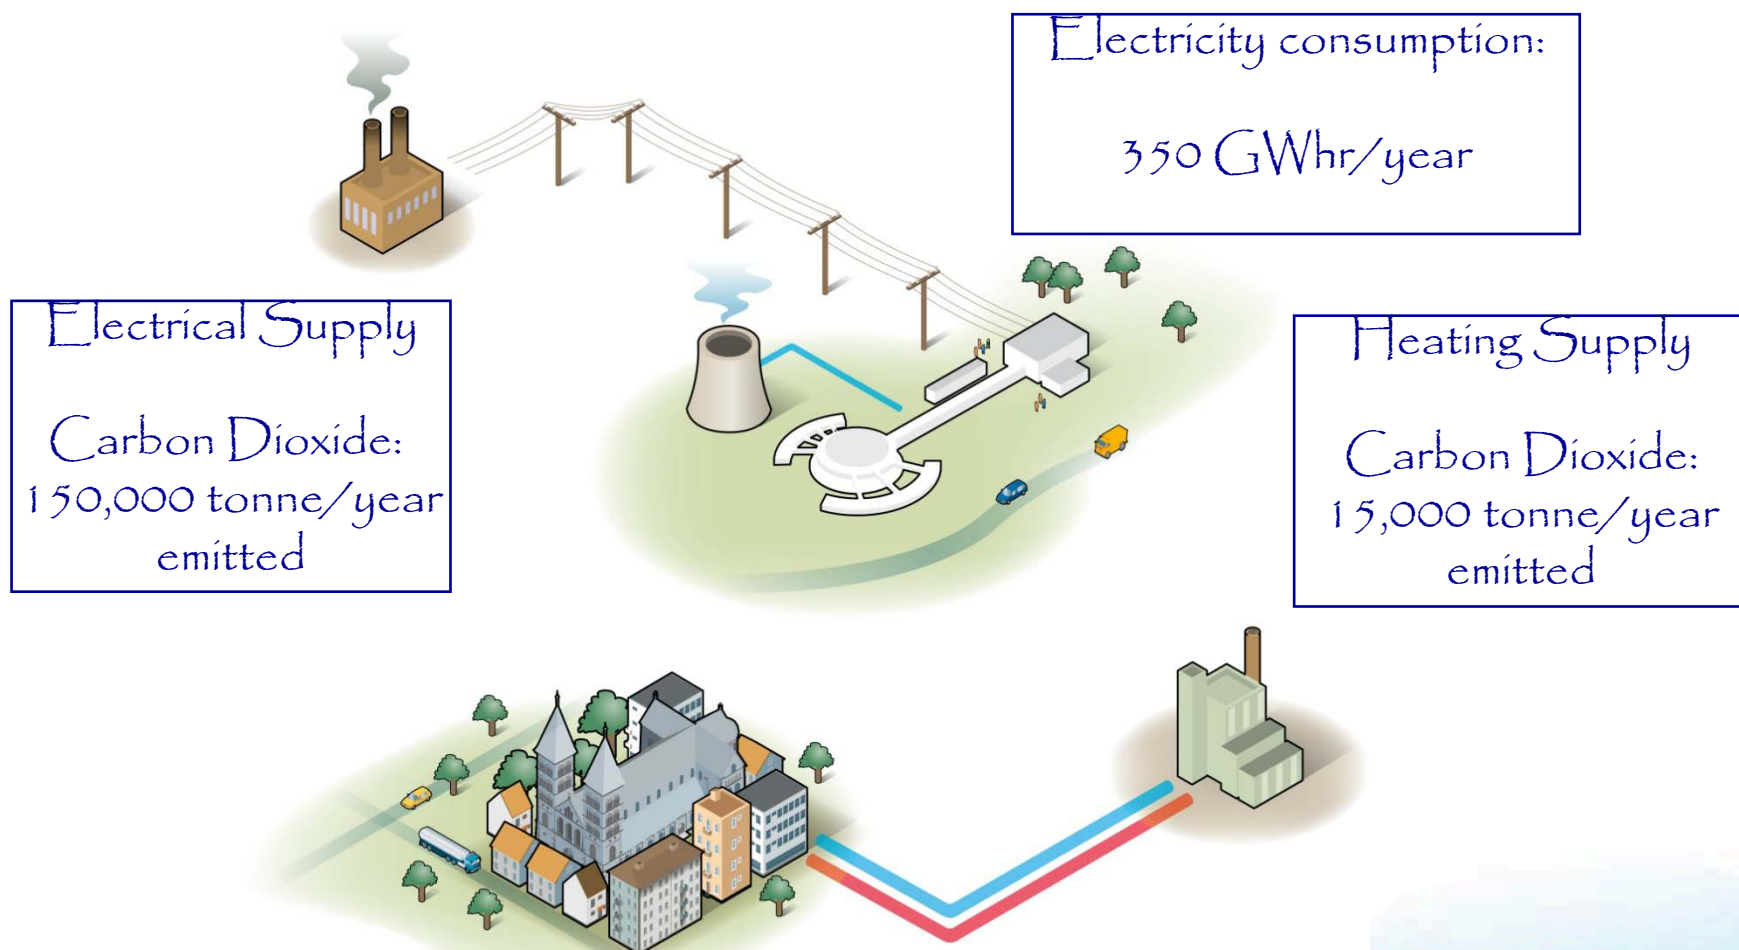 Electricity consumption:
350 GWhr/year
Electrical Supply
Carbon Dioxide:
150,000 tonne/year
emitted
Heating Supply
Carbon Dioxide:
15,000 tonne/year
emitted